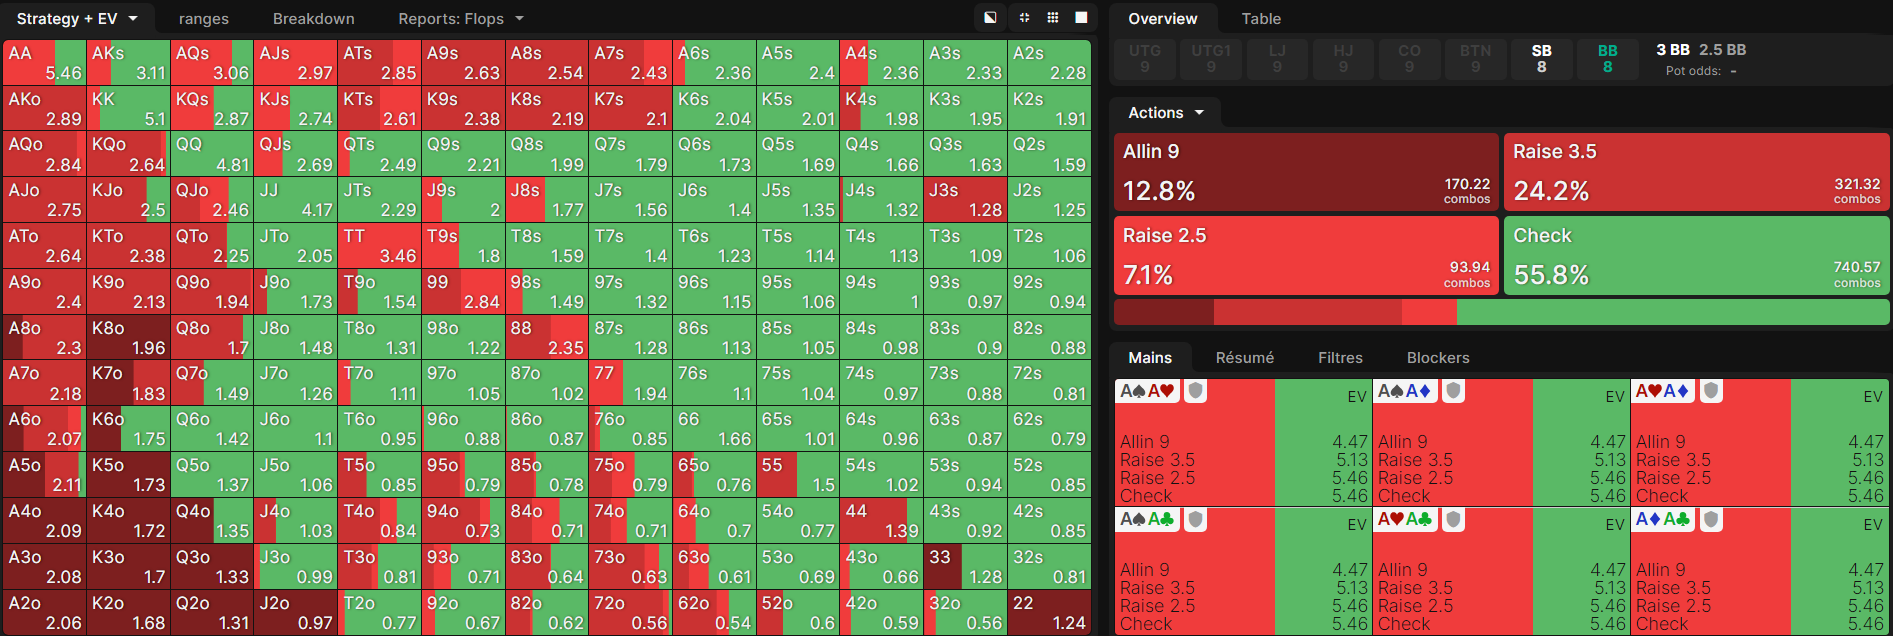 Strategy + EV ranges Breakdown Reports: Flops
AA 5.46 AKs 3.11 AQs 3.06 AJs 2.97 ATs 2.85 A9s 2.63 A8s 2.54 A7s 2.43 A6s 2.36 A5s 2.4 A4s 2.36 A3s 2.33 A2s 2.28
AKo 2.89 KK 5.1 KQs 2.87 KJs 2.74 KTs 2.61 K9s 2.38 K8s 2.19 K7s 2.1 K6s 2.04 K5s 2.01 K4s 1.98 K3s 1.95 K2s 1.91
AQo 2.84 KQo 2.64 QQ 4.81 QJs 2.69 QTs 2.49 Q9s 2.21 Q8s 1.99 Q7s 1.79 Q6s 1.73 Q5s 1.69 Q4s 1.66 Q3s 1.63 Q2s 1.59
AJo 2.75 KJo 2.5 QJo 2.46 JJ 4.17 JTs 2.29 J9s 2 J8s 1.77 J7s 1.56 J6s 1.4 J5s 1.35 J4s 1.32 J3s 1.28 J2s 1.25
ATo 2.64 KTo 2.38 QTo 2.25 JTo 2.05 TT 3.46 T9s 1.8 T8s 1.59 T7s 1.4 T6s 1.23 T5s 1.14 T4s 1.13 T3s 1.09 T2s 1.06
A9o 2.4 K9o 2.13 Q9o 1.94 J9o 1.73 T9o 1.54 99 2.84 98s 1.49 97s 1.32 96s 1.15 95s 1.06 94s 1 93s 0.97 92s 0.94
A8o 2.3 K8o 1.96 Q8o 1.7 J8o 1.48 T8o 1.31 98o 1.22 88 2.35 87s 1.28 86s 1.13 85s 1.05 84s 0.98 83s 0.9 82s 0.88
A7o 2.18 K7o 1.83 Q7o 1.49 J7o 1.26 T7o 1.11 97o 1.05 87o 1.02 77 1.94 76s 1.1 75s 1.04 74s 0.97 73s 0.88 72s 0.81
A6o 2.07 K6o 1.75 Q6o 1.42 J6o 1.1 T6o 0.95 96o 0.88 86o 0.87 76o 0.85 66 1.66 65s 1.01 64s 0.96 63s 0.87 62s 0.79
A5o 2.11 K5o 1.73 Q5o 1.37 J5o 1.06 T5o 0.85 95o 0.79 85o 0.78 75o 0.79 65o 0.76 55 1.5 54s 1.02 53s 0.94 52s 0.85
A4o 2.09 K4o 1.72 Q4o 1.35 J4o 1.03 T4o 0.84 94o 0.73 84o 0.71 74o 0.71 64o 0.7 54o 0.77 44 1.39 43s 0.92 42s 0.85
A3o 2.08 K3o 1.7 Q3o 1.33 J3o 0.99 T3o 0.81 93o 0.71 83o 0.64 73o 0.63 63o 0.61 53o 0.69 43o 0.66 33 1.28 32s 0.81
A2o 2.06 K2o 1.68 Q2o 1.31 J2o 0.97 T2o 0.77 92o 0.67 82o 0.62 72o 0.56 62o 0.54 52o 0.6 42o 0.59 32o 0.56 22 1.24
Overview Table
UTG UTG1 LJ HJ CO BTN SB BB 3 BB 2.5 BB
9 9 9 9 9 9 8 8 Pot odds: -
Actions
Allin 9 Raise 3.5
12.8% 170.22 combos 24.2% 321.32 combos
Raise 2.5 Check
7.1% 93.94 combos 55.8% 740.57 combos
Mains Résumé Filtres Blockers
A♠A♥ EV A♠A♦ EV A♥A♦ EV
Allin 9 4.47 Allin 9 4.47 Allin 9 4.47
Raise 3.5 5.13 Raise 3.5 5.13 Raise 3.5 5.13
Raise 2.5 5.46 Raise 2.5 5.46 Raise 2.5 5.46
Check 5.46 Check 5.46 Check 5.46
A♠A♣ EV A♥A♣ EV A♦A♣ EV
Allin 9 4.47 Allin 9 4.47 Allin 9 4.47
Raise 3.5 5.13 Raise 3.5 5.13 Raise 3.5 5.13
Raise 2.5 5.46 Raise 2.5 5.46 Raise 2.5 5.46
Check 5.46 Check 5.46 Check 5.46